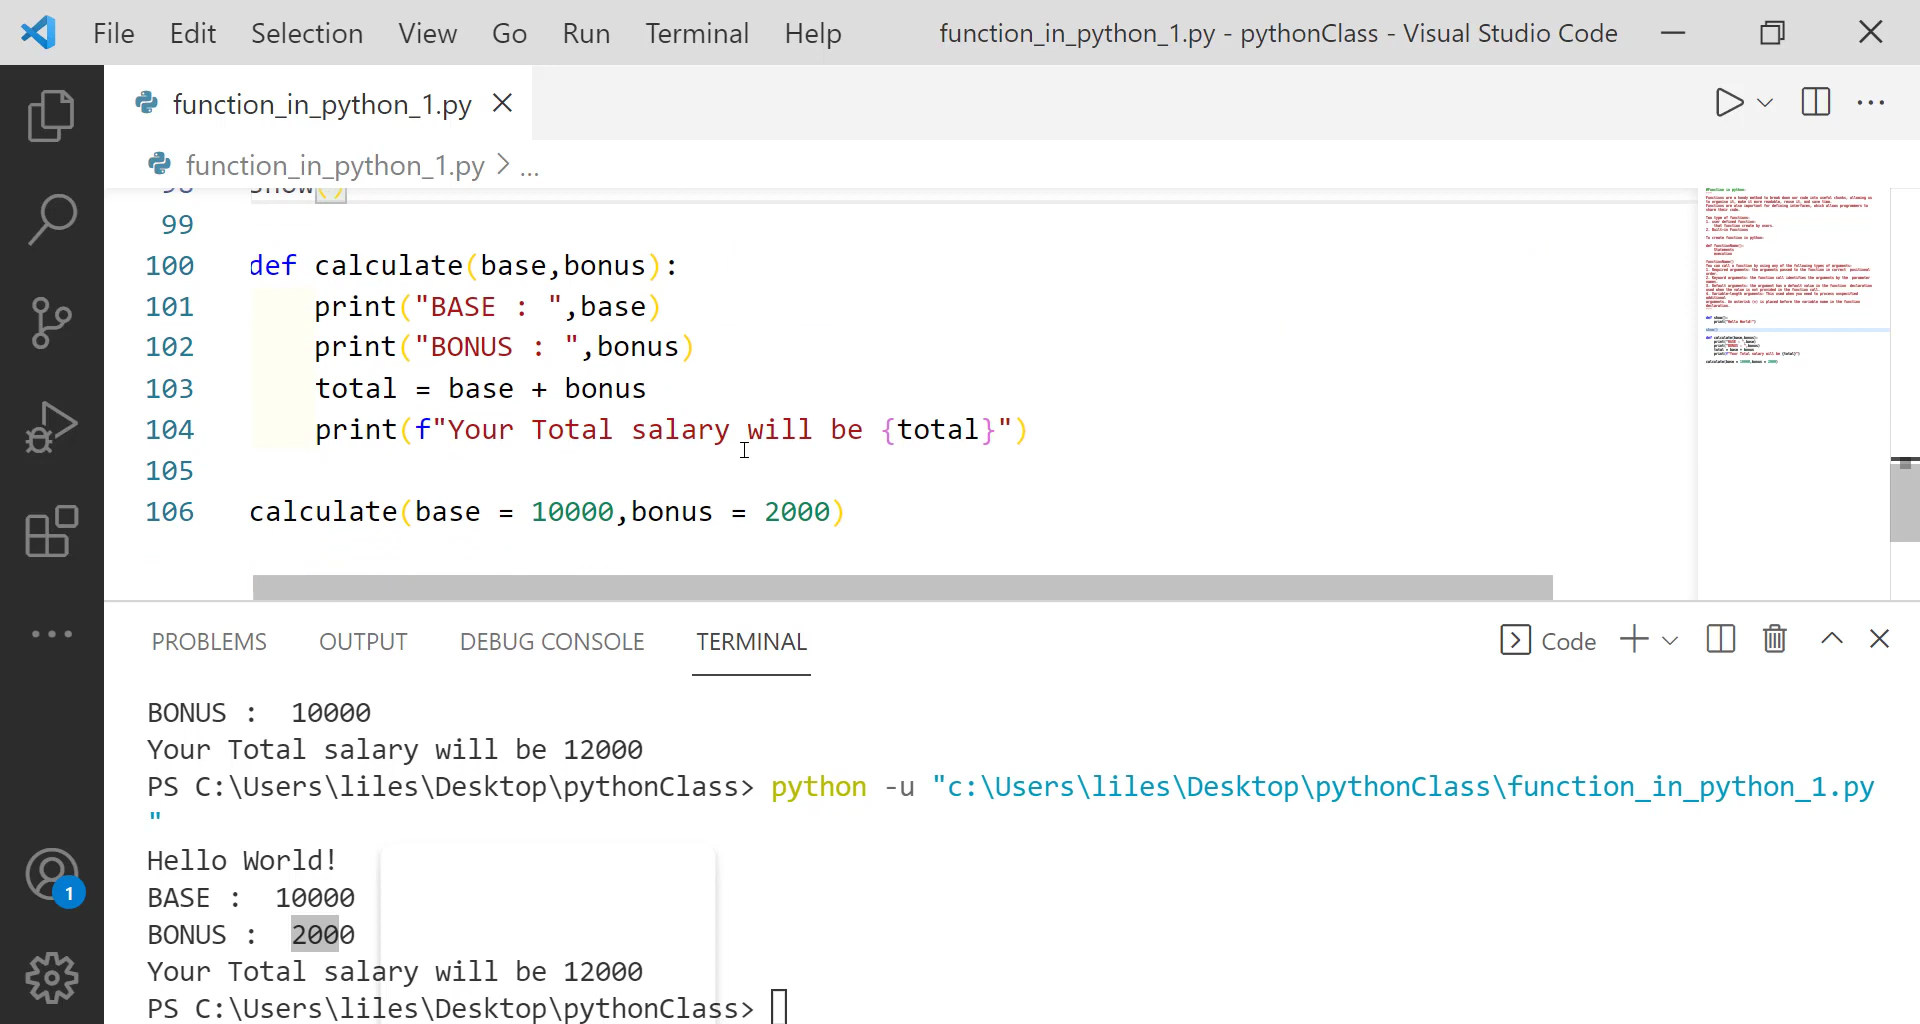 File Edit Selection View Go Run Terminal Help function_in_python_1.py - pythonClass - Visual Studio Code
function_in_python_1.py
function_in_python_1.py > ...
99
100 def calculate(base,bonus):
101 print("BASE : ",base)
102 print("BONUS : ",bonus)
103 total = base + bonus
104 print(f"Your Total salary will be {total}")
105
106 calculate(base = 10000,bonus = 2000)
PROBLEMS OUTPUT DEBUG CONSOLE TERMINAL Code
BONUS :  10000
Your Total salary will be 12000
PS C:\Users\liles\Desktop\pythonClass> python -u "c:\Users\liles\Desktop\pythonClass\function_in_python_1.py
"
Hello World!
BASE :  10000
BONUS :  2000
Your Total salary will be 12000
PS C:\Users\liles\Desktop\pythonClass>
1